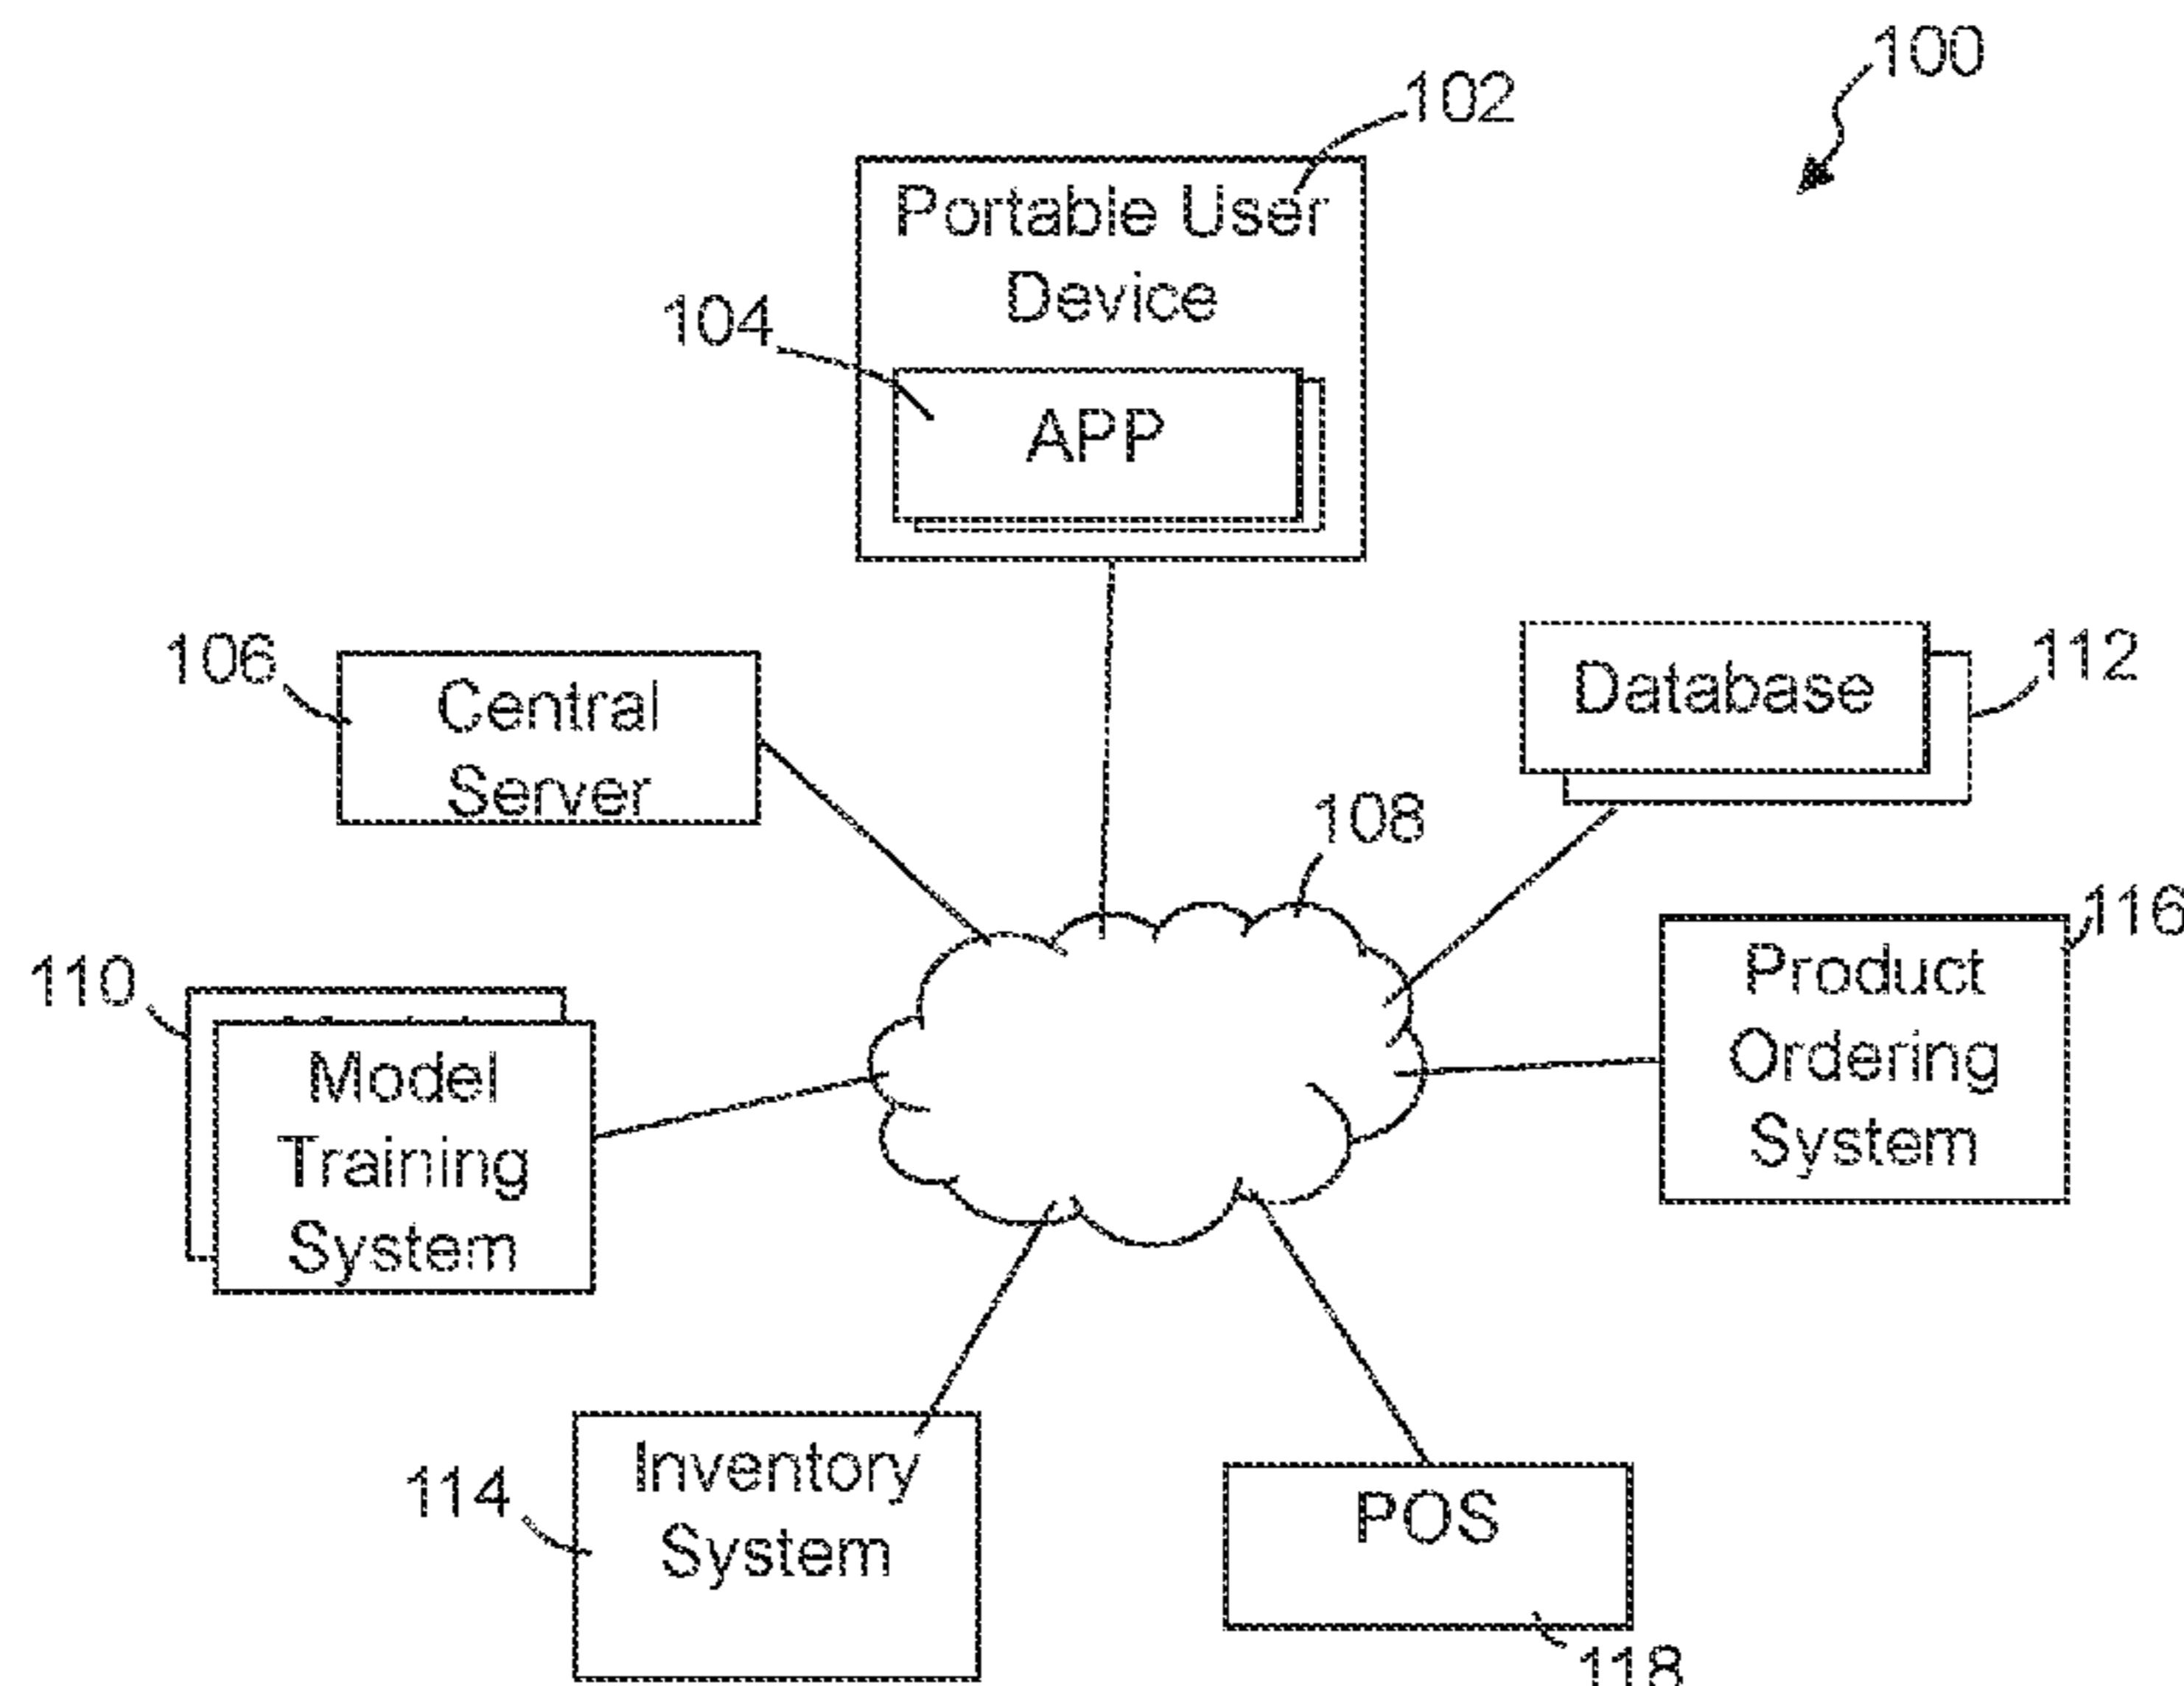 100
102
Portable User
Device
104
APP
106
Central
Server
Database
112
108
116
Product
Ordering
System
110
Model
Training
System
114
Inventory
System
POS
118